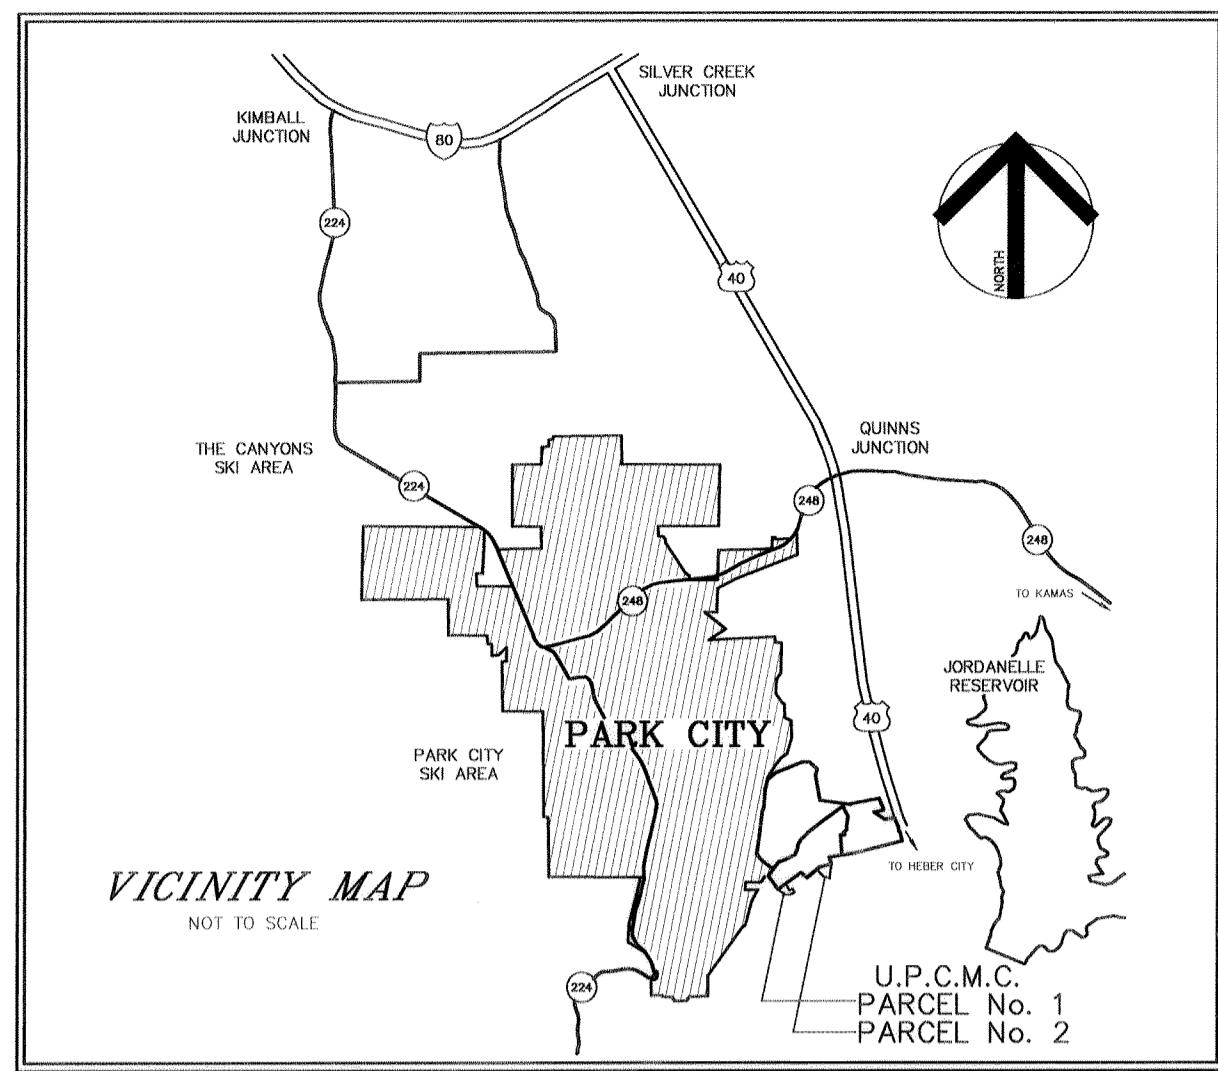 SILVER CREEK
JUNCTION
KIMBALL
JUNCTION
80
224
NORTH
40
QUINNS
JUNCTION
THE CANYONS
SKI AREA
224
248
248
TO KAMAS
248
JORDANELLE
RESERVOIR
40
PARK CITY
PARK CITY
SKI AREA
TO HEBER CITY
VICINITY MAP
NOT TO SCALE
224
U.P.C.M.C.
PARCEL No. 1
PARCEL No. 2